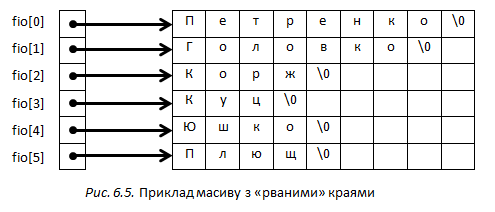 fio[0] П е т р е н к о \0
fio[1] Г о л о в к о \0
fio[2] К о р ж \0
fio[3] К у ц \0
fio[4] Ю ш к о \0
fio[5] П л ю щ \0
Рис. 6.5. Приклад масиву з «рваними» краями